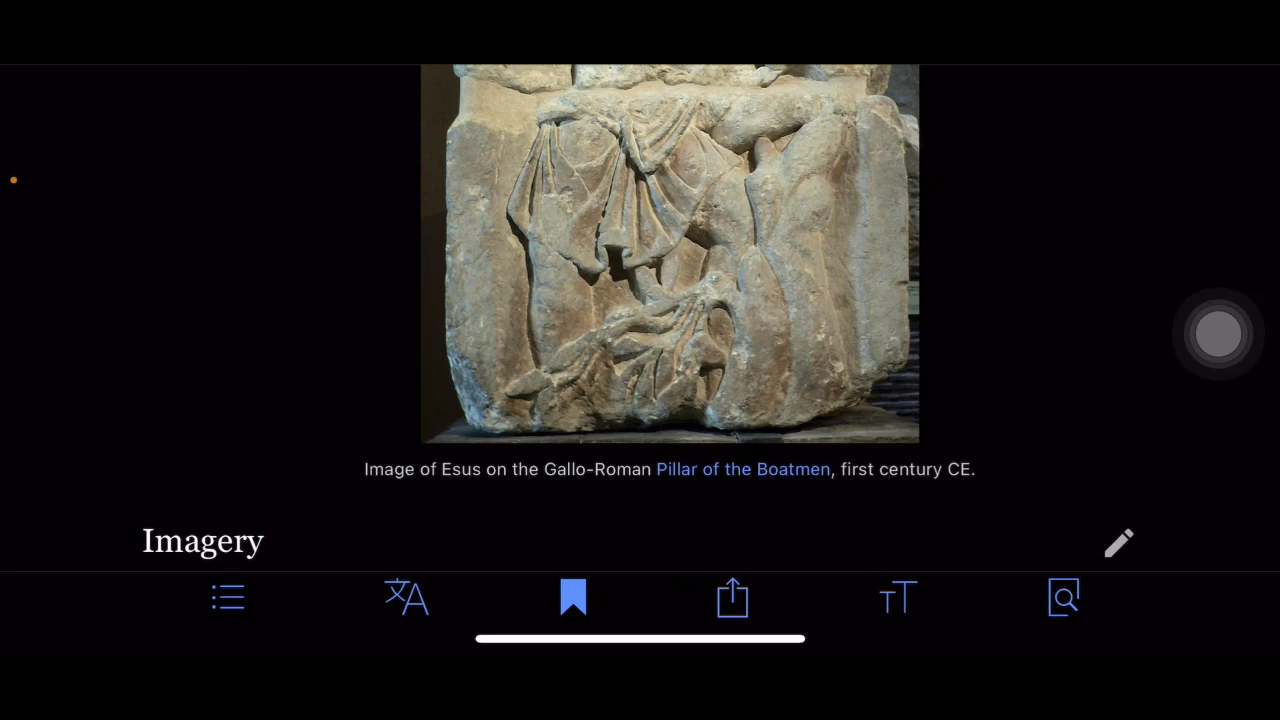 Image of Esus on the Gallo-Roman Pillar of the Boatmen, first century CE.
Imagery